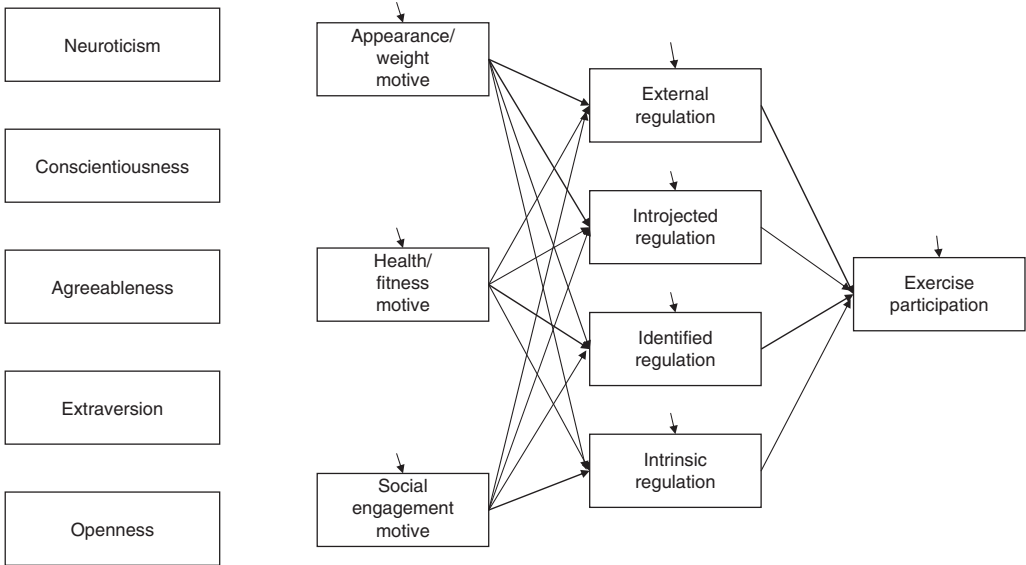 Neuroticism
Conscientiousness
Agreeableness
Extraversion
Openness
Appearance/
weight
motive
Health/
fitness
motive
Social
engagement
motive
External
regulation
Introjected
regulation
Identified
regulation
Intrinsic
regulation
Exercise
participation